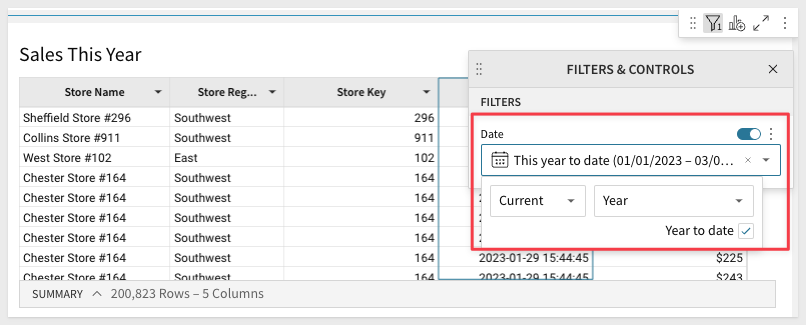 1
Sales This Year
FILTERS & CONTROLS
Store Name Store Reg... Store Key
FILTERS
Sheffield Store #296 Southwest 296
Collins Store #911 Southwest 911
Date
West Store #102 East 102
This year to date (01/01/2023 – 03/0...
Chester Store #164 Southwest 164
Chester Store #164 Southwest 164
Current Year
Chester Store #164 Southwest 164
Chester Store #164 Southwest 164
Year to date
Chester Store #164 Southwest 164 2023-01-29 15:44:45 $225
Chester Store #164 Southwest 164 2023-01-29 15:44:45 $243
SUMMARY 200,823 Rows – 5 Columns